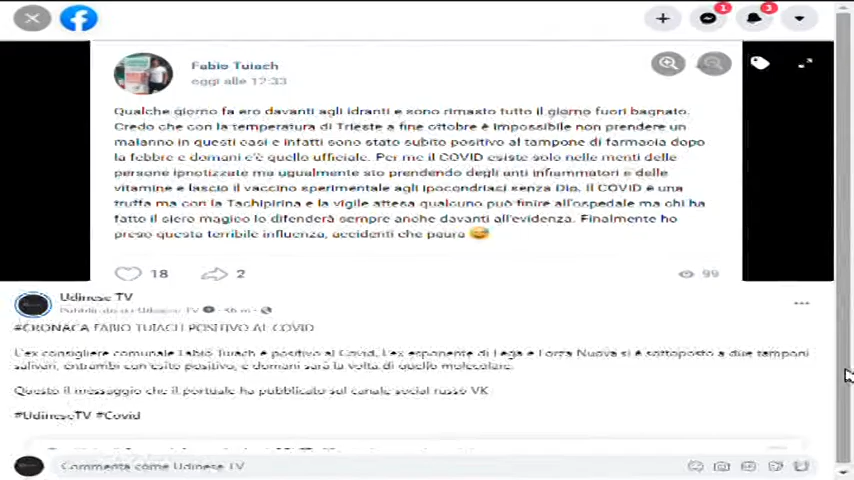 1
3
Fabio Tuiach
oggi alle 12:33
Qualche giorno fa ero davanti agli idranti e sono rimasto tutto il giorno fuori bagnato.
Credo che con la temperatura di Trieste a fine ottobre è impossibile non prendere un
malanno in questi casi e infatti sono stato subito positivo al tampone di farmacia dopo
la febbre e domani c'è quello ufficiale. Per me il COVID esiste solo nelle menti delle
persone ipnotizzate ma ugualmente sto prendendo degli anti infiammatori e delle
vitamine e lascio il vaccino sperimentale agli ipocondriaci senza Dio. Il COVID è una
truffa ma con la Tachipirina e la vigile attesa qualcuno può finire all'ospedale ma chi ha
fatto il siero magico lo difenderà sempre anche davanti all'evidenza. Finalmente ho
preso questa terribile influenza, accidenti che paura 😅
18
2
99
Udinese TV
Pubblicato da Udinese TV
#CRONACA FABIO TUIACH POSITIVO AL COVID
L'ex consigliere comunale Fabio Tuiach è positivo al Covid. L'ex esponente di Lega e Forza Nuova si è sottoposto a due tamponi
salivari, entrambi con esito positivo, e domani sarà la volta di quello molecolare.
Questo il messaggio che il portuale ha pubblicato sul canale social russo VK
#UdineseTV #Covid
Commenta come Udinese TV